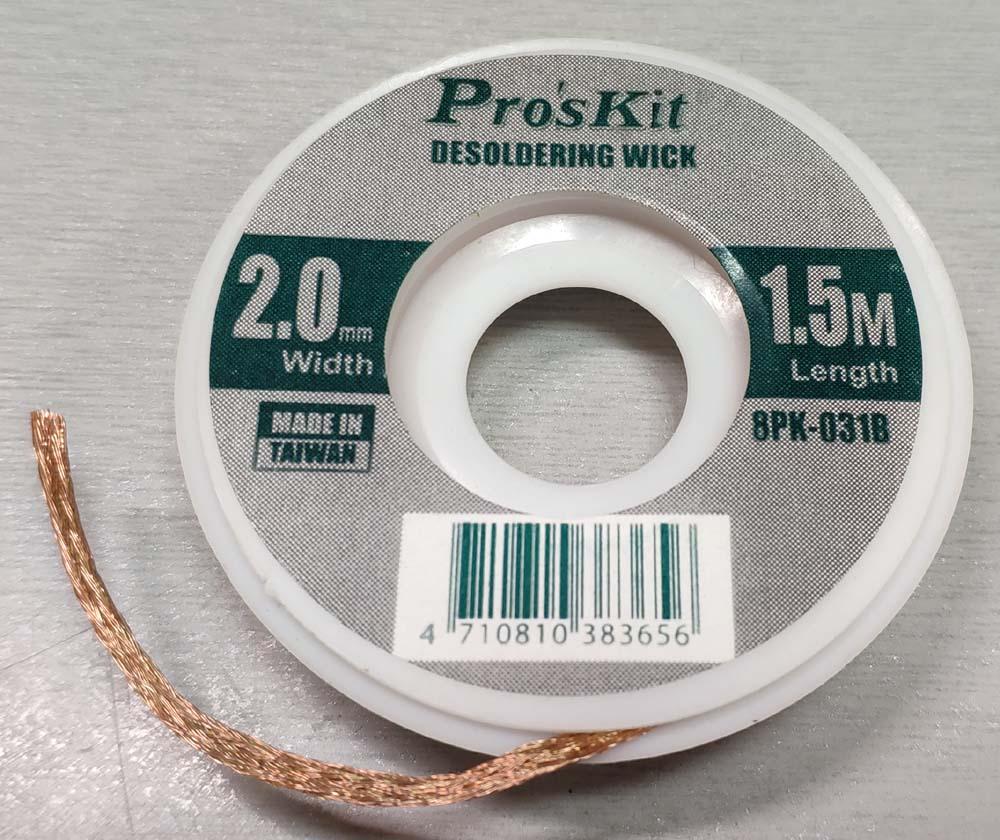 Pro'sKit
DESOLDERING WICK
2.0mm
Width
1.5M
Length
MADE IN
TAIWAN
8PK-031B
4 710810 383656